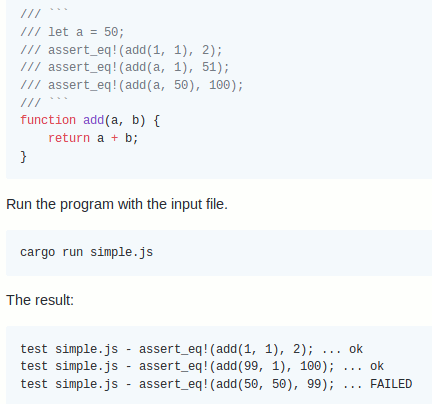 /// ```
/// let a = 50;
/// assert_eq!(add(1, 1), 2);
/// assert_eq!(add(a, 1), 51);
/// assert_eq!(add(a, 50), 100);
/// ```
function add(a, b) {
    return a + b;
}
Run the program with the input file.
cargo run simple.js
The result:
test simple.js - assert_eq!(add(1, 1), 2); ... ok
test simple.js - assert_eq!(add(99, 1), 100); ... ok
test simple.js - assert_eq!(add(50, 50), 99); ... FAILED